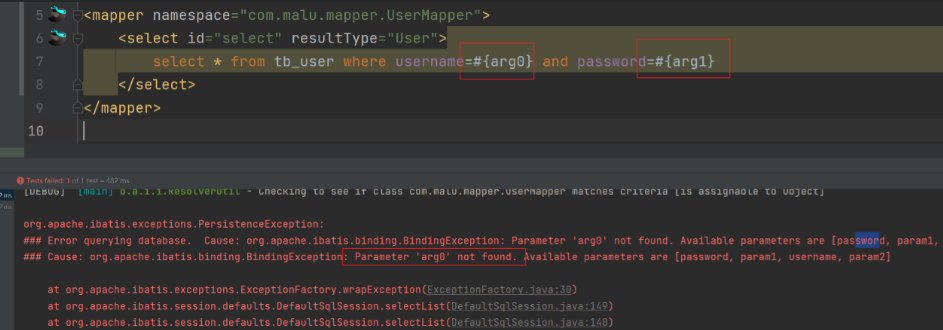 5 <mapper namespace="com.malu.mapper.UserMapper">
6 <select id="select" resultType="User">
7 select * from tb_user where username=#{arg0} and password=#{arg1}
8 </select>
9 </mapper>
10
Tests failed: 1 of 1 test – 482 ms
ms
[DEBUG] [main] o.a.i.i.ResolverUtil - Checking to see if class com.malu.mapper.UserMapper matches criteria [is assignable to Object]
org.apache.ibatis.exceptions.PersistenceException:
### Error querying database. Cause: org.apache.ibatis.binding.BindingException: Parameter 'arg0' not found. Available parameters are [password, param1,
### Cause: org.apache.ibatis.binding.BindingException: Parameter 'arg0' not found. Available parameters are [password, param1, username, param2]
at org.apache.ibatis.exceptions.ExceptionFactory.wrapException(ExceptionFactory.java:30)
at org.apache.ibatis.session.defaults.DefaultSqlSession.selectList(DefaultSqlSession.java:149)
at org.apache.ibatis.session.defaults.DefaultSqlSession.selectList(DefaultSqlSession.java:140)